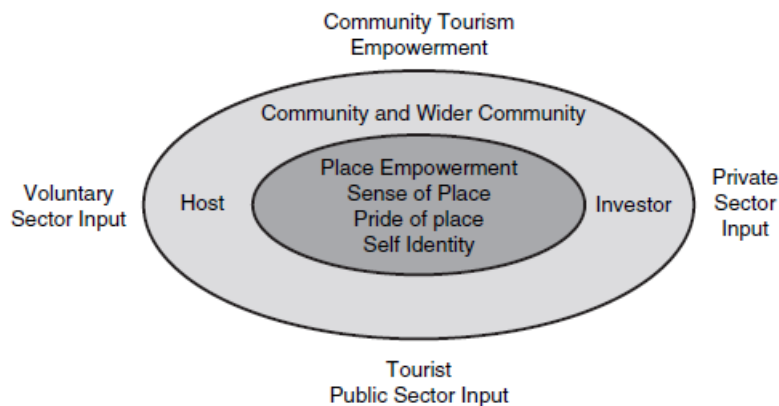 Community Tourism
Empowerment
Community and Wider Community
Place Empowerment
Sense of Place
Pride of place
Self Identity
Voluntary
Sector Input
Host
Investor
Private
Sector
Input
Tourist
Public Sector Input